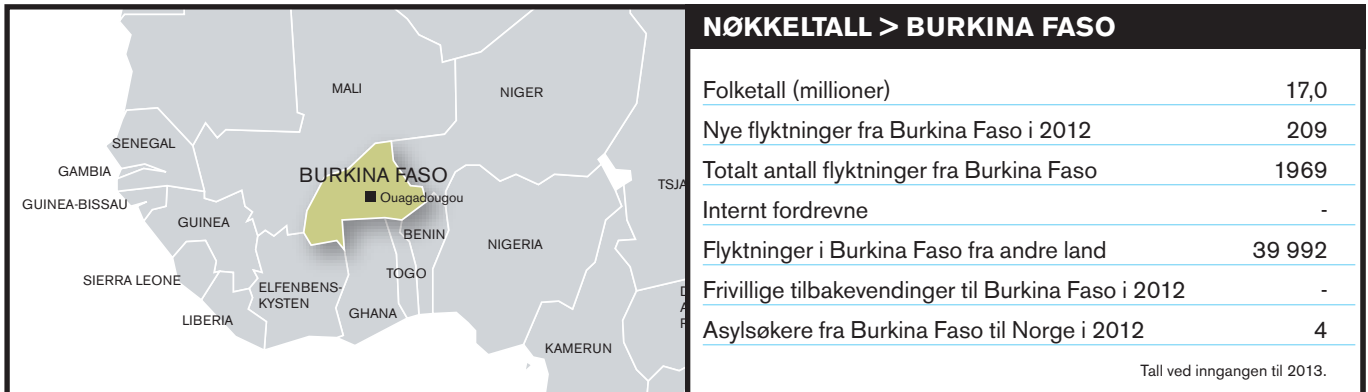 MALI
NIGER
SENEGAL
GAMBIA
BURKINA FASO
TSJA
Ouagadougou
GUINEA-BISSAU
GUINEA
BENIN
NIGERIA
TOGO
SIERRA LEONE
ELFENBENS-
KYSTEN
GHANA
LIBERIA
KAMERUN
NØKKELTALL > BURKINA FASO
Folketall (millioner) 17,0
Nye flyktninger fra Burkina Faso i 2012 209
Totalt antall flyktninger fra Burkina Faso 1969
Internt fordrevne -
Flyktninger i Burkina Faso fra andre land 39 992
Frivillige tilbakevendinger til Burkina Faso i 2012 -
Asylsøkere fra Burkina Faso til Norge i 2012 4
Tall ved inngangen til 2013.